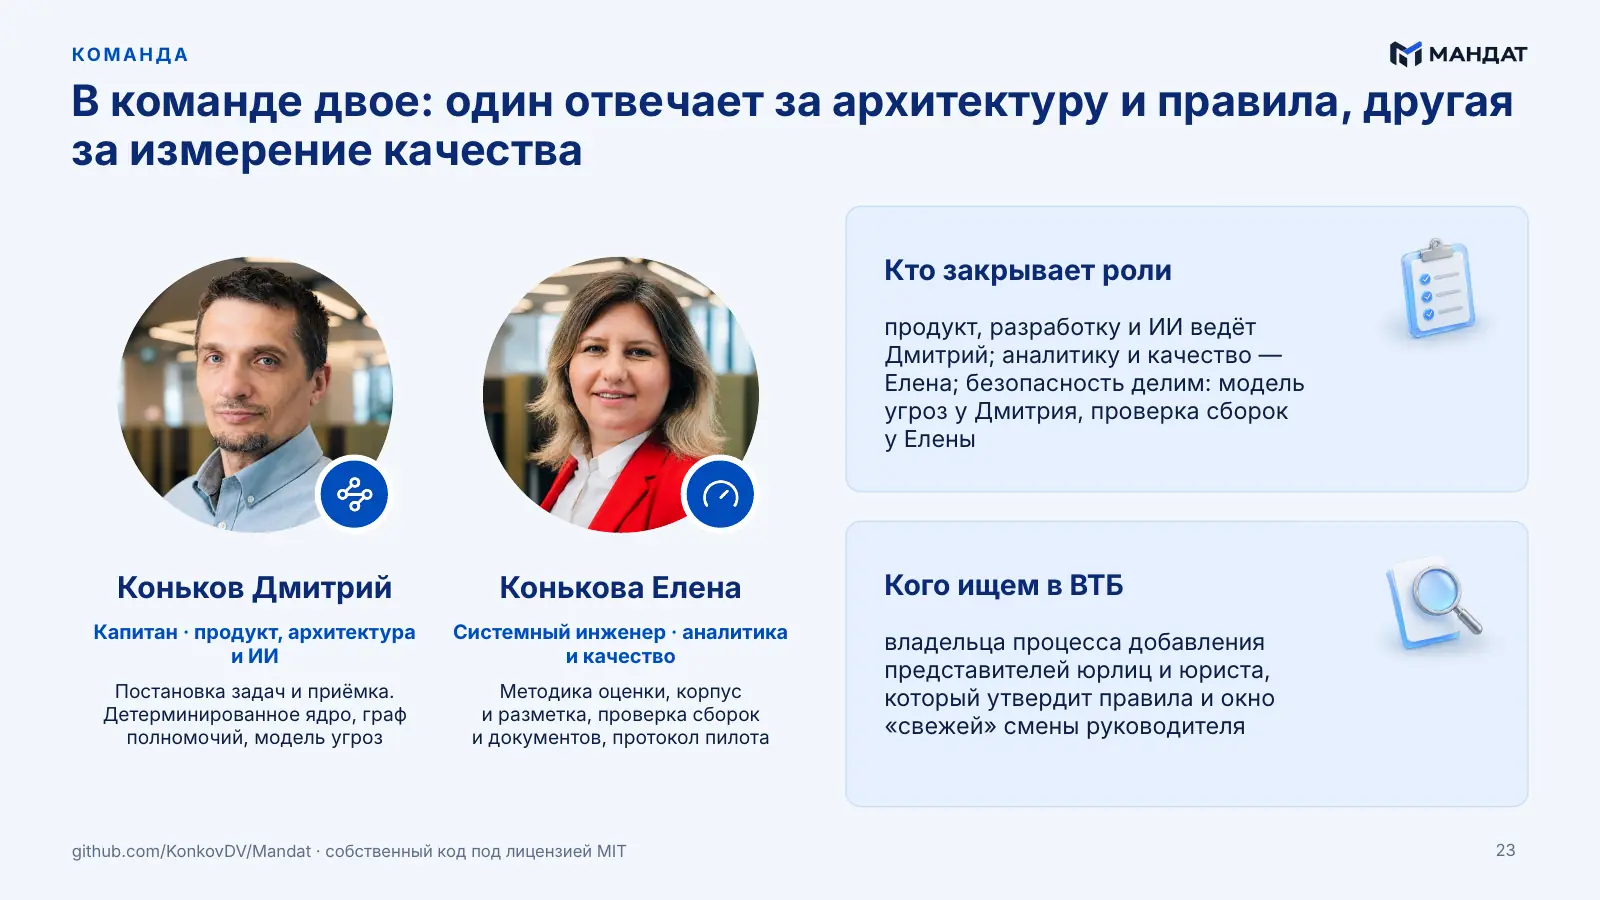 КОМАНДА
МАНДАТ
В команде двое: один отвечает за архитектуру и правила, другая
за измерение качества
Коньков Дмитрий
Капитан · продукт, архитектура
и ИИ
Постановка задач и приёмка.
Детерминированное ядро, граф
полномочий, модель угроз
Конькова Елена
Системный инженер · аналитика
и качество
Методика оценки, корпус
и разметка, проверка сборок
и документов, протокол пилота
Кто закрывает роли
продукт, разработку и ИИ ведёт
Дмитрий; аналитику и качество —
Елена; безопасность делим: модель
угроз у Дмитрия, проверка сборок
у Елены
Кого ищем в ВТБ
владельца процесса добавления
представителей юрлиц и юриста,
который утвердит правила и окно
«свежей» смены руководителя
github.com/KonkovDV/Mandat · собственный код под лицензией MIT
23